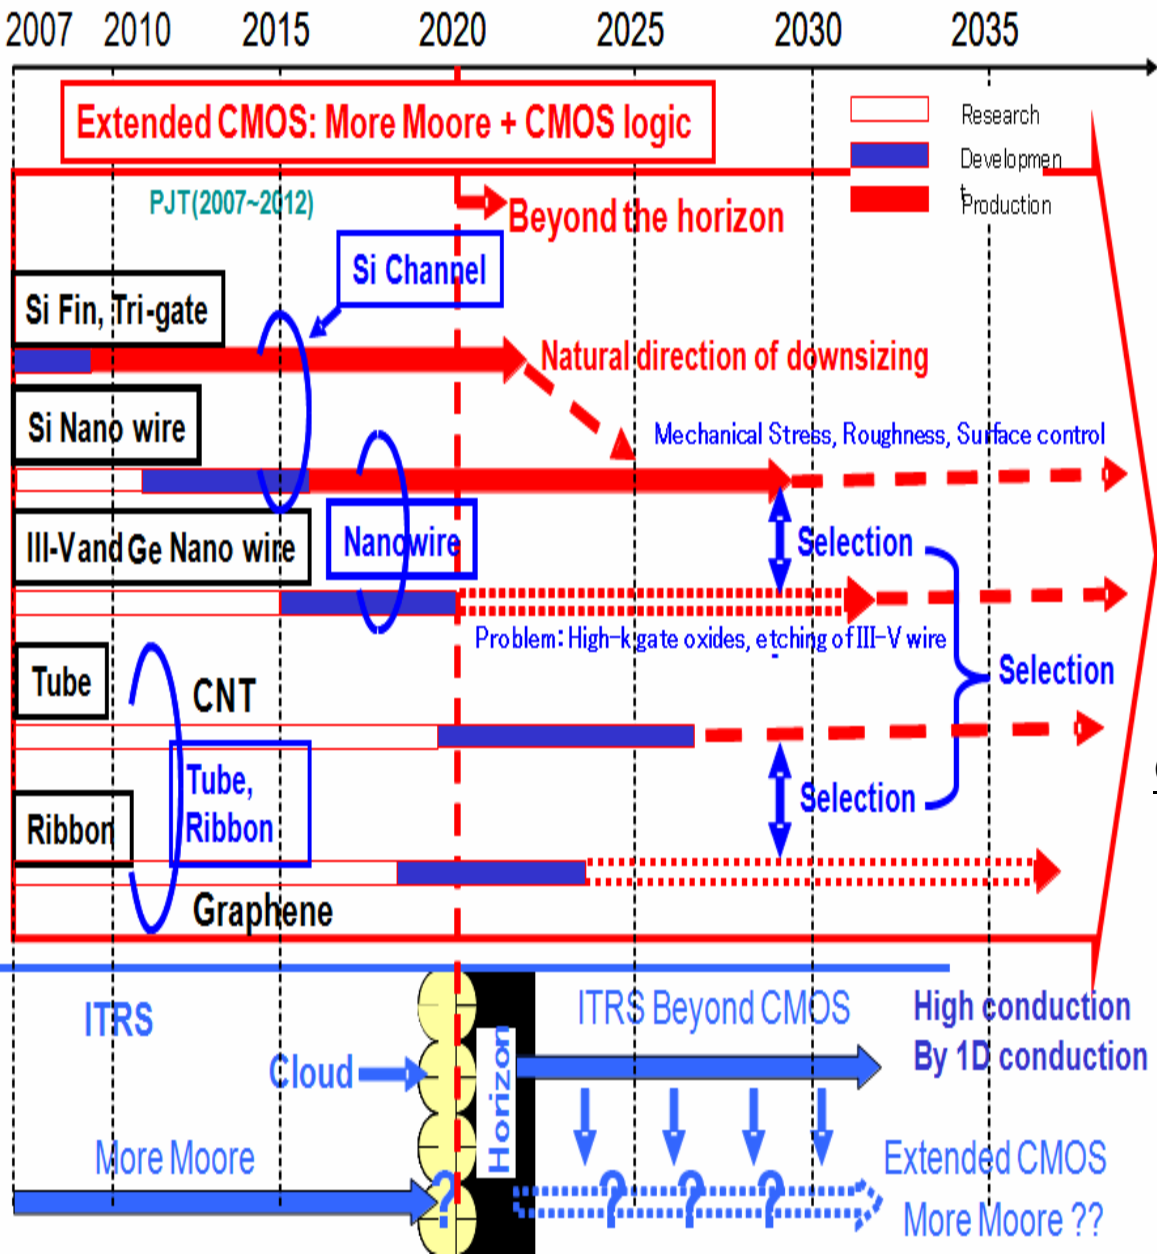 2007 2010 2015 2020 2025 2030 2035
Extended CMOS: More Moore + CMOS logic
Research
Developmen
t
Production
PJT(2007~2012)
Beyond the horizon
Si Channel
Si Fin, Tri-gate
Natural direction of downsizing
Si Nano wire
Mechanical Stress, Roughness, Surface control
III-V and Ge Nano wire
Nanowire
Selection
Problem: High-k gate oxides, etching of III-V wire
Selection
Tube
CNT
Tube,
Ribbon
Selection
Ribbon
Graphene
ITRS
ITRS Beyond CMOS
High conduction
By 1D conduction
Cloud
Horizon
More Moore
?
? ? ?
Extended CMOS
More Moore ??